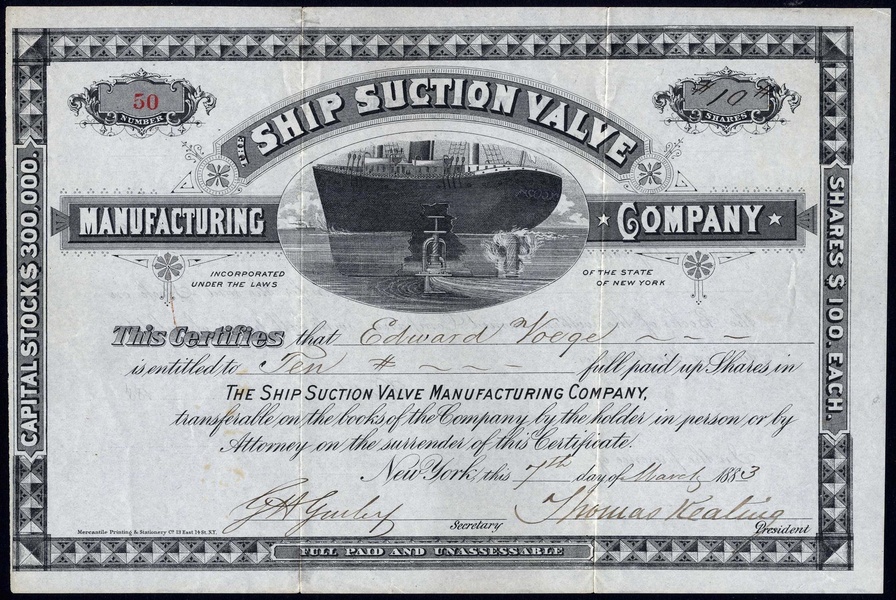 50
NUMBER
# 10 #
SHARES
THE SHIP SUCTION VALVE
MANUFACTURING COMPANY
INCORPORATED
UNDER THE LAWS
OF THE STATE
OF NEW YORK
CAPITAL STOCK $300,000.
SHARES $100. EACH.
This Certifies that Edward Voege
is entitled to Ten # full paid up Shares in
THE SHIP SUCTION VALVE MANUFACTURING COMPANY,
transferable on the books of the Company by the holder in person or by
Attorney on the surrender of this Certificate.
New York, this 7th day of March 1883
Secretary
Thomas Keating
President
Mercantile Printing & Stationery Co 13 East 14 St. N.Y.
FULL PAID AND UNASSESSABLE